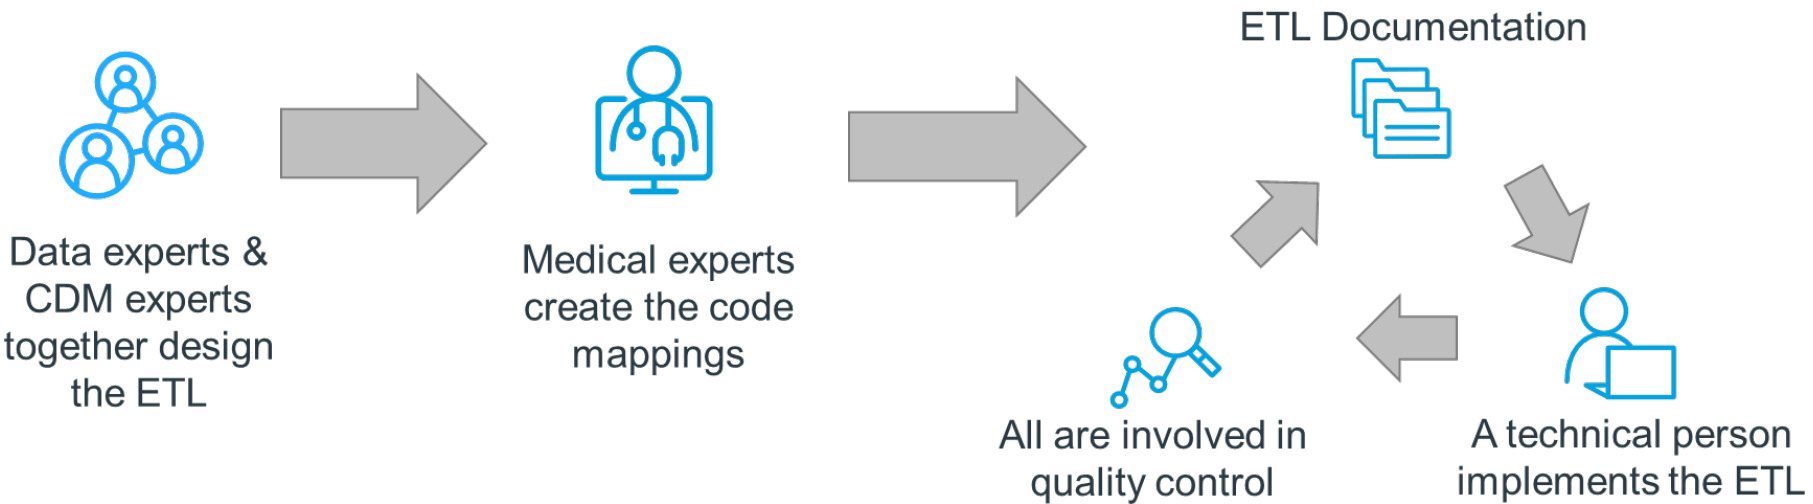 Data experts &
CDM experts
together design
the ETL
Medical experts
create the code
mappings
ETL Documentation
A technical person
implements the ETL
All are involved in
quality control